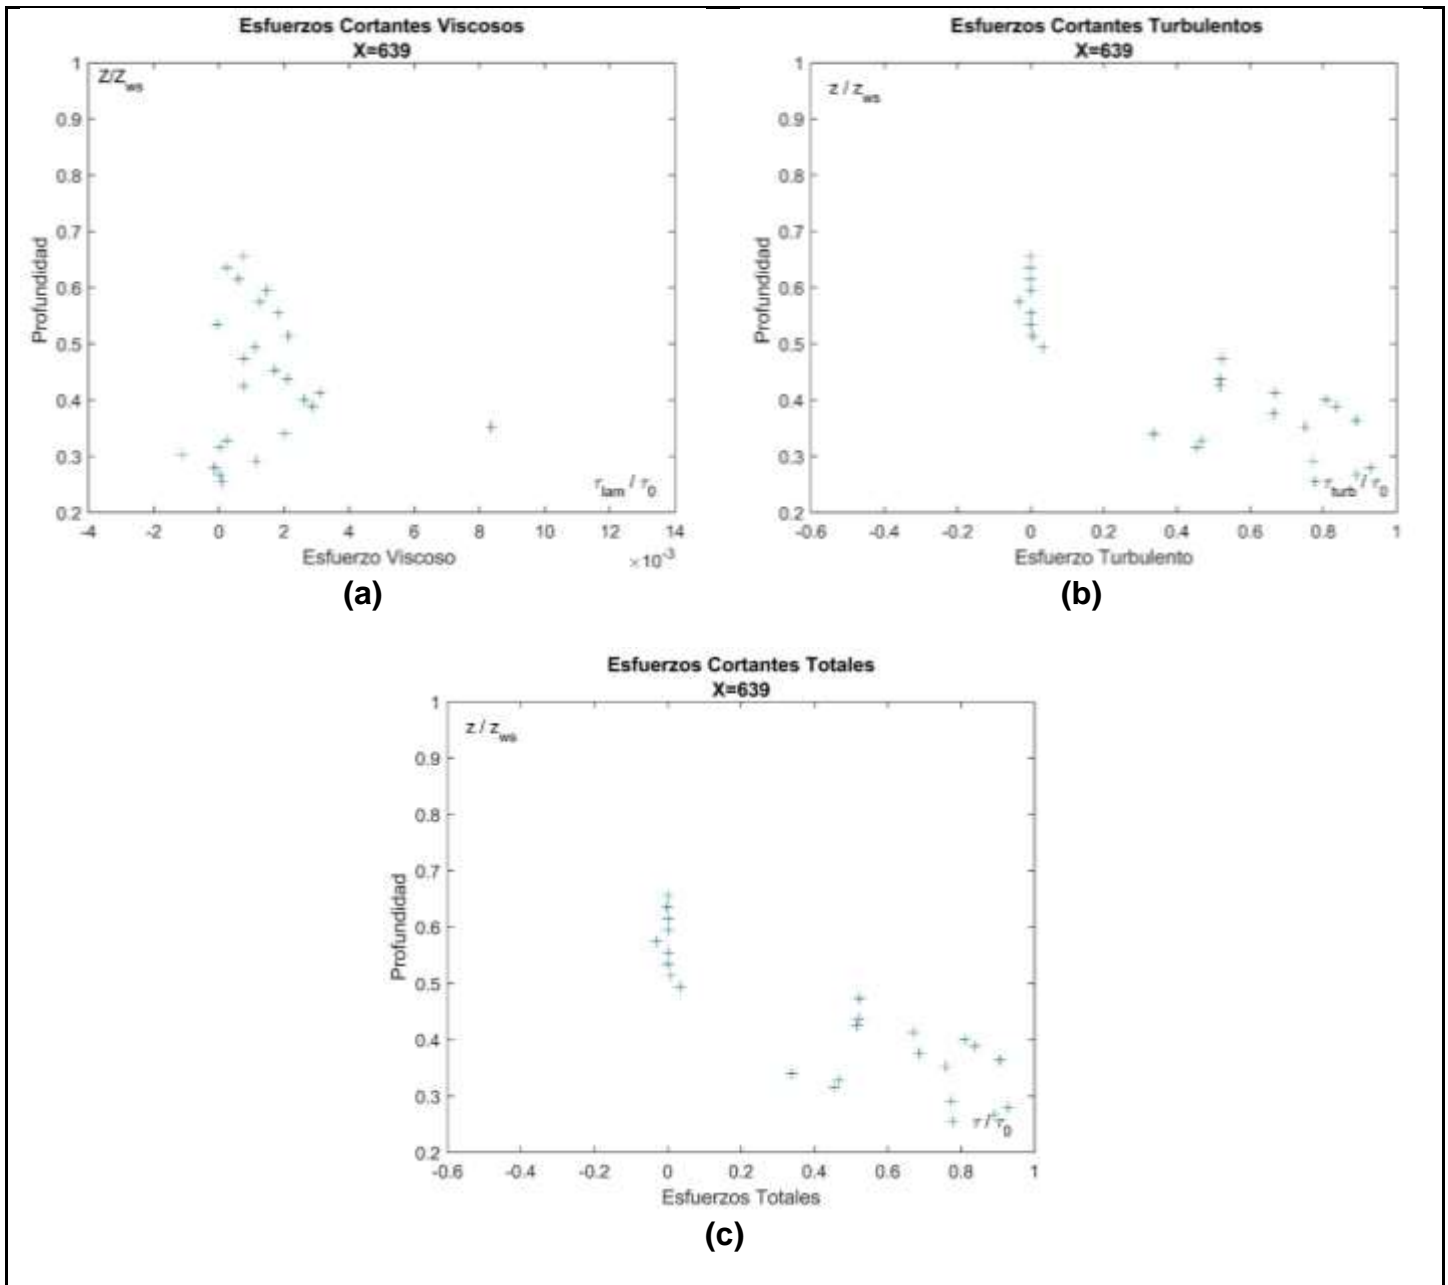 Esfuerzos Cortantes Viscosos
X=639
Z/Z_ws
1
0.9
0.8
0.7
0.6
0.5
0.4
0.3
0.2
Profundidad
τ_lam / τ_0
-4 -2 0 2 4 6 8 10 12 14
Esfuerzo Viscoso
×10^-3
(a)
Esfuerzos Cortantes Turbulentos
X=639
z / z_ws
1
0.9
0.8
0.7
0.6
0.5
0.4
0.3
0.2
Profundidad
τ_turb / τ_0
-0.6 -0.4 -0.2 0 0.2 0.4 0.6 0.8 1
Esfuerzo Turbulento
(b)
Esfuerzos Cortantes Totales
X=639
z / z_ws
1
0.9
0.8
0.7
0.6
0.5
0.4
0.3
0.2
Profundidad
τ / τ_0
-0.6 -0.4 -0.2 0 0.2 0.4 0.6 0.8 1
Esfuerzos Totales
(c)